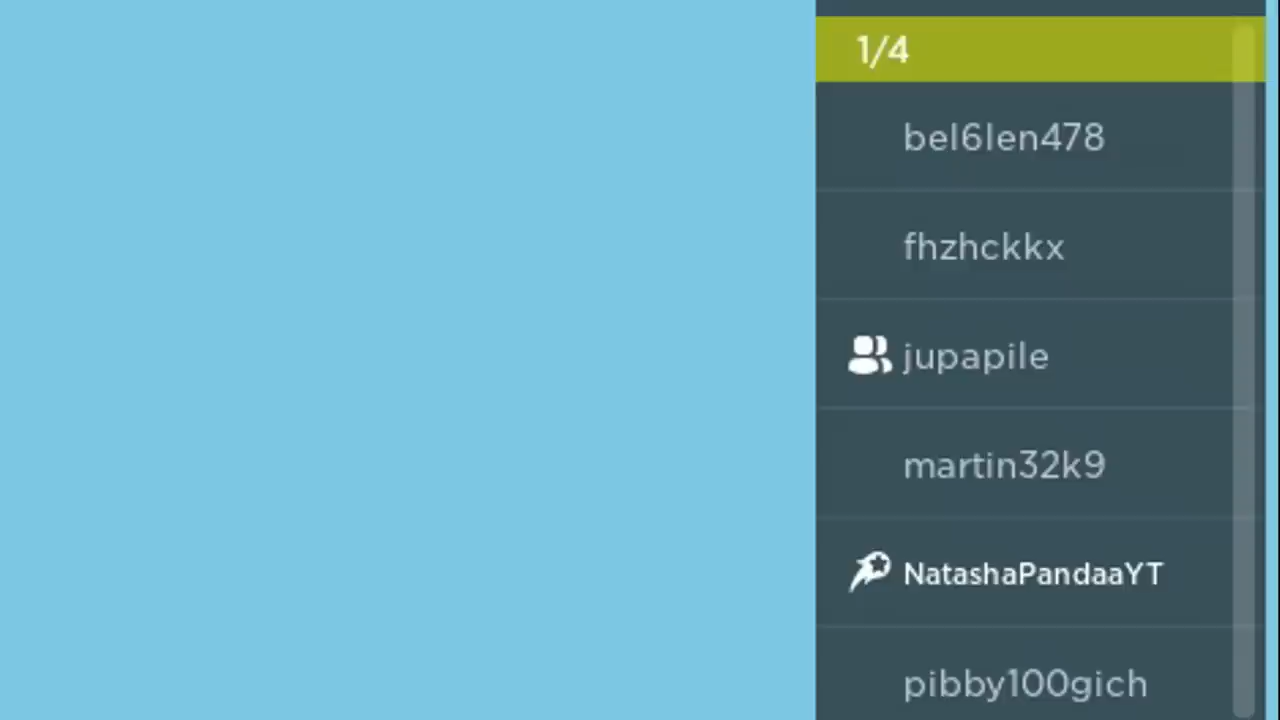 1/4
bel6len478
fhzhckkx
jupapile
martin32k9
NatashaPandaaYT
pibby100gich